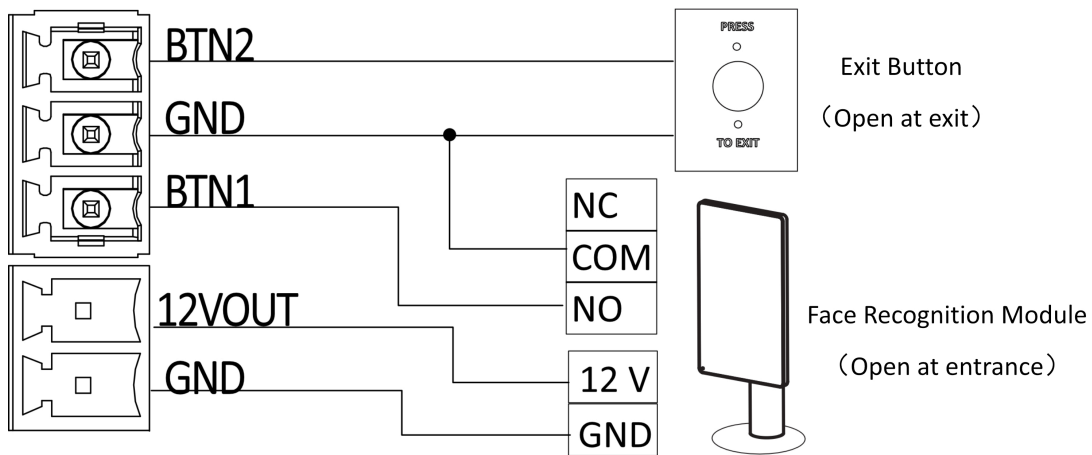 BTN2
GND
BTN1
12VOUT
GND
PRESS
TO EXIT
Exit Button
（Open at exit）
NC
COM
NO
12 V
GND
Face Recognition Module
（Open at entrance）